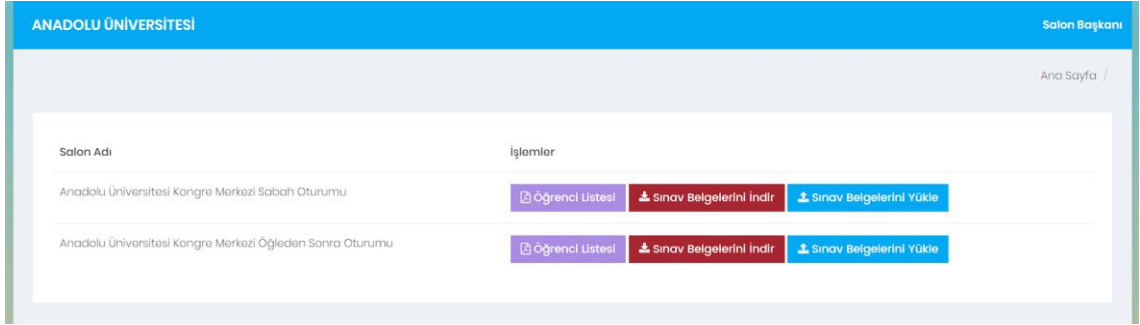 ANADOLU ÜNİVERSİTESİ Salon Başkanı
Ana Sayfa /
Salon Adı İşlemler
Anadolu Üniversitesi Kongre Merkezi Sabah Oturumu Öğrenci Listesi Sınav Belgelerini İndir Sınav Belgelerini Yükle
Anadolu Üniversitesi Kongre Merkezi Öğleden Sonra Oturumu Öğrenci Listesi Sınav Belgelerini İndir Sınav Belgelerini Yükle